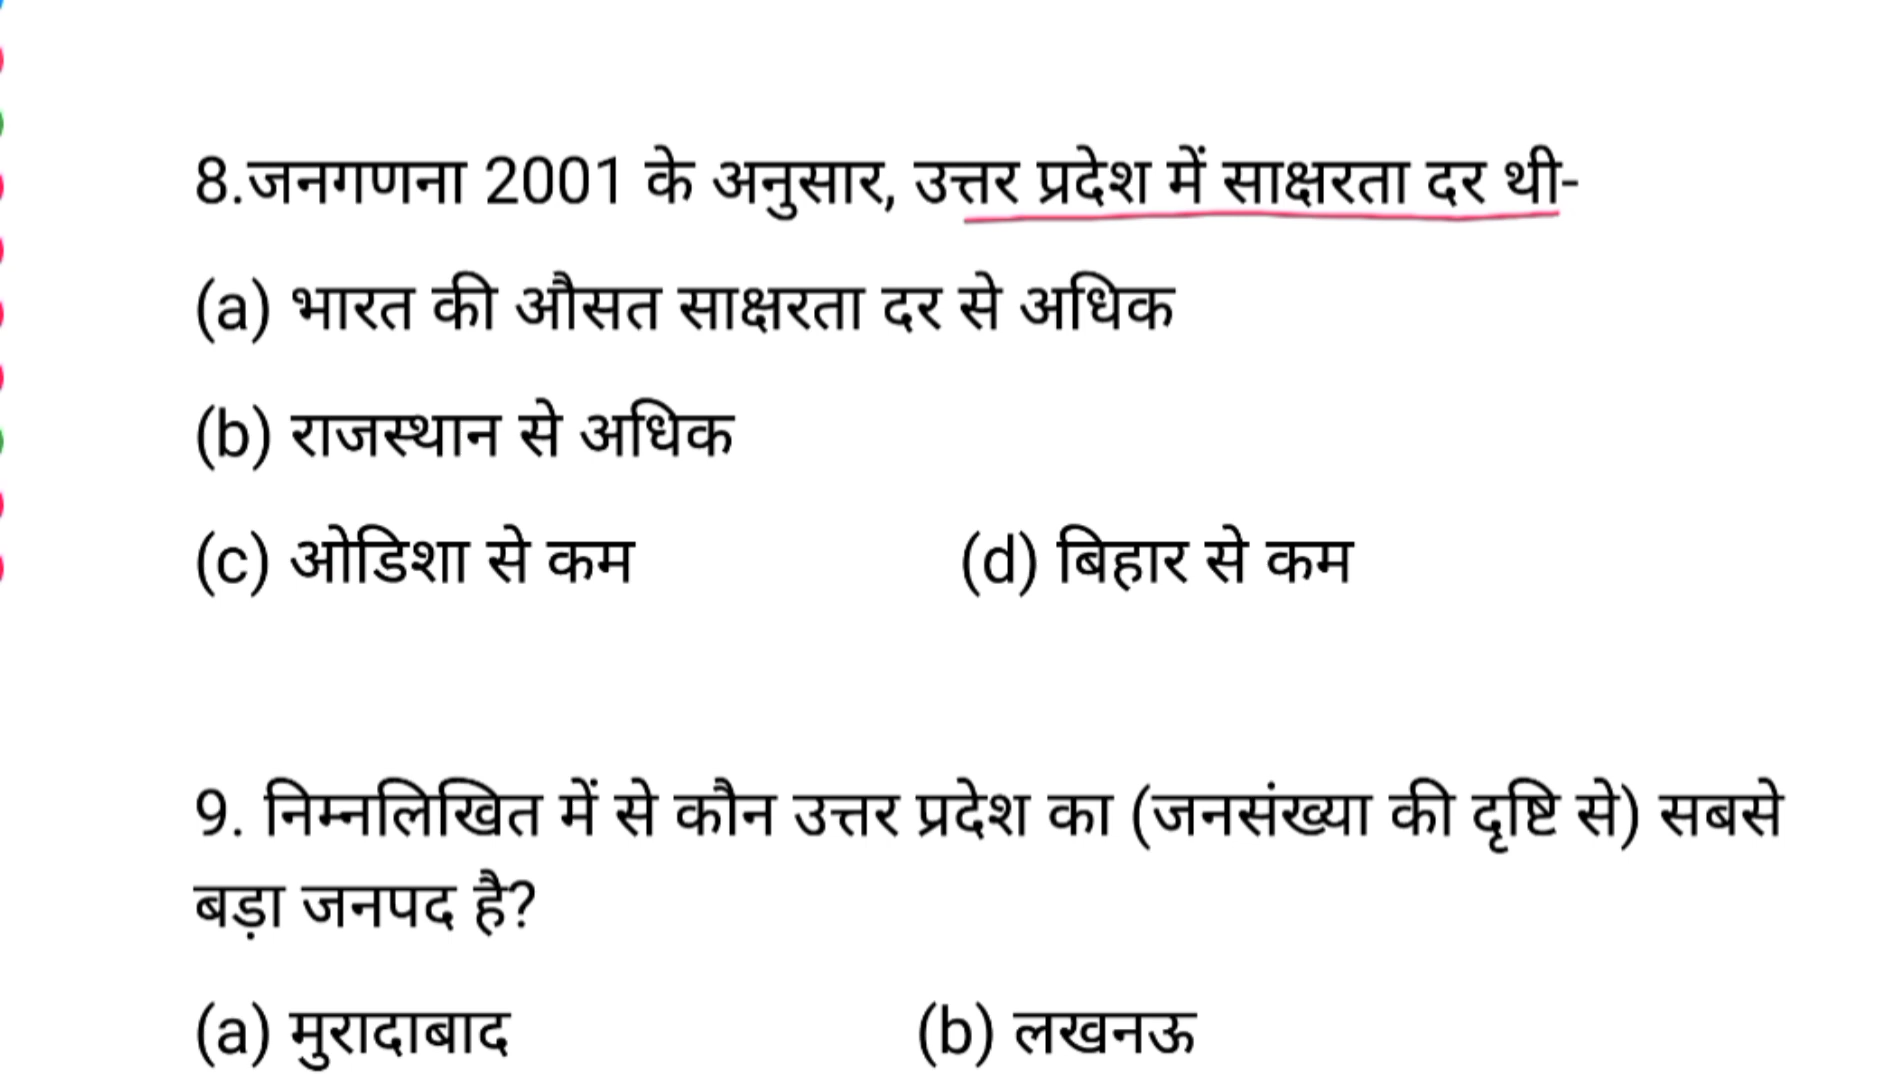 8.जनगणना 2001 के अनुसार, उत्तर प्रदेश में साक्षरता दर थी-
(a) भारत की औसत साक्षरता दर से अधिक
(b) राजस्थान से अधिक
(c) ओडिशा से कम (d) बिहार से कम
9. निम्नलिखित में से कौन उत्तर प्रदेश का (जनसंख्या की दृष्टि से) सबसे
बड़ा जनपद है?
(a) मुरादाबाद (b) लखनऊ